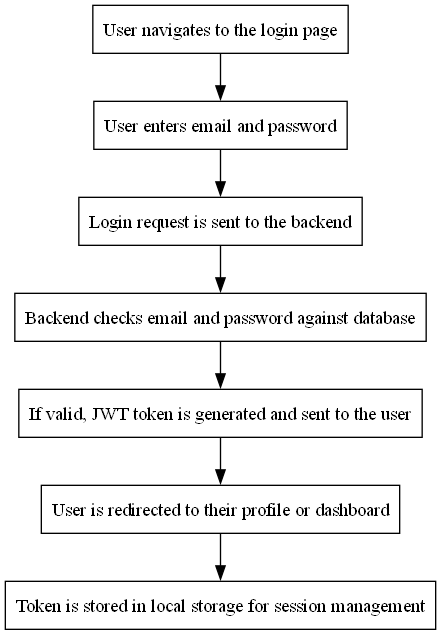 User navigates to the login page
User enters email and password
Login request is sent to the backend
Backend checks email and password against database
If valid, JWT token is generated and sent to the user
User is redirected to their profile or dashboard
Token is stored in local storage for session management